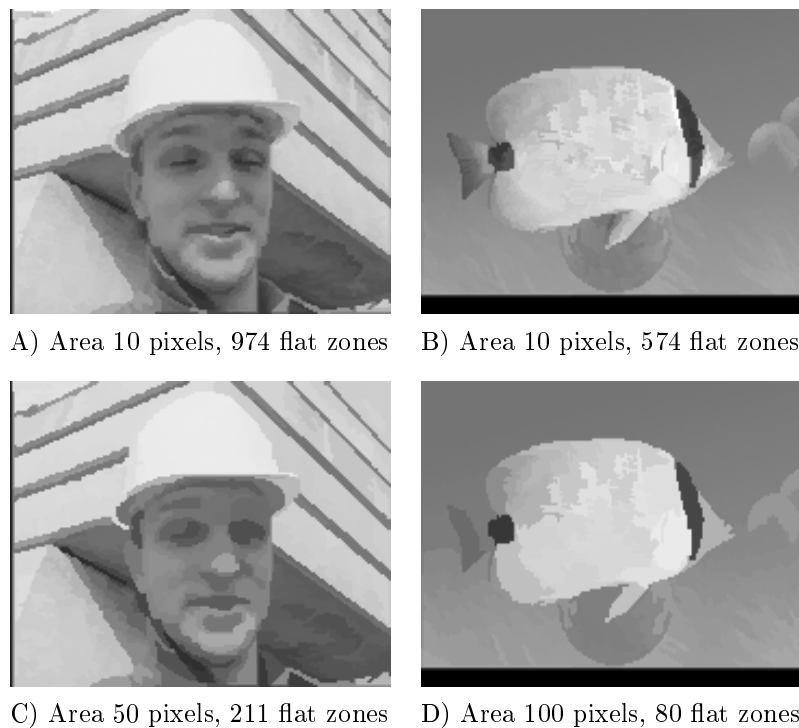 A) Area 10 pixels, 974 flat zones
B) Area 10 pixels, 574 flat zones
C) Area 50 pixels, 211 flat zones
D) Area 100 pixels, 80 flat zones